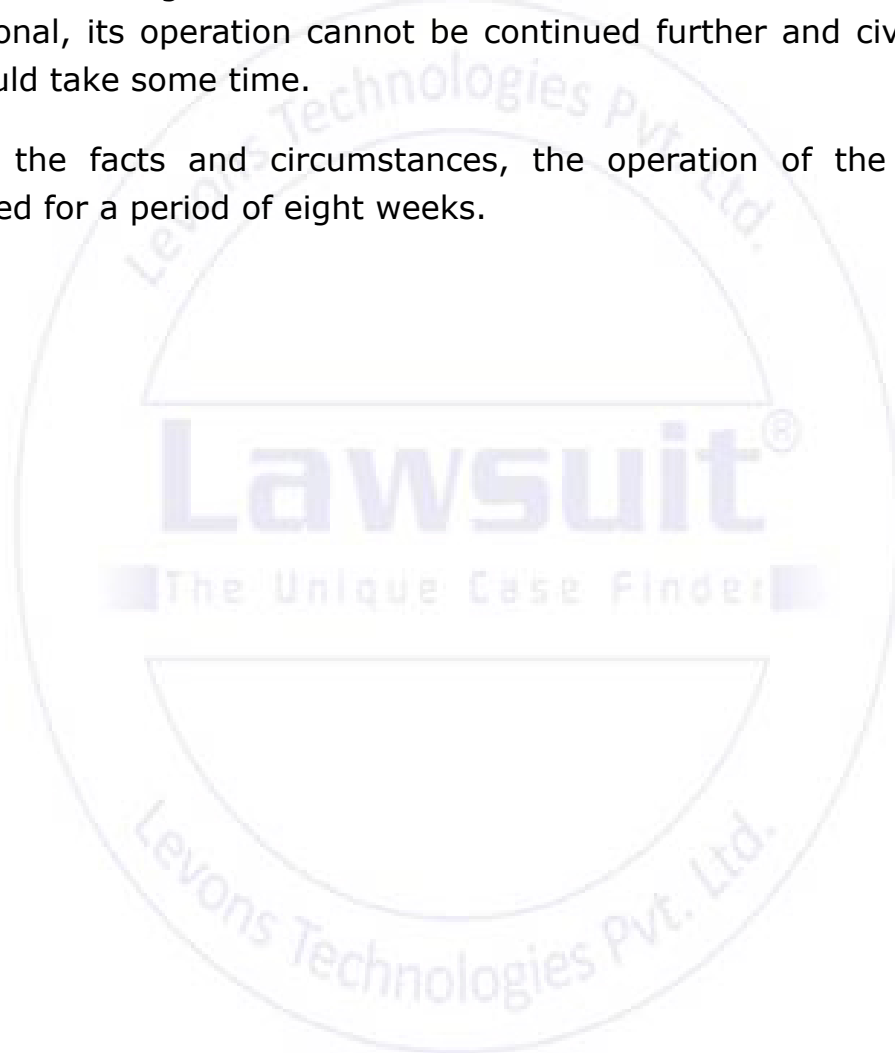 onal, its operation cannot be continued further and civ
uld take some time.
the facts and circumstances, the operation of the
ed for a period of eight weeks.
Levons Technologies Pvt. Ltd.
Lawsuit®
The Unique Case Finder
Levons Technologies Pvt. Ltd.